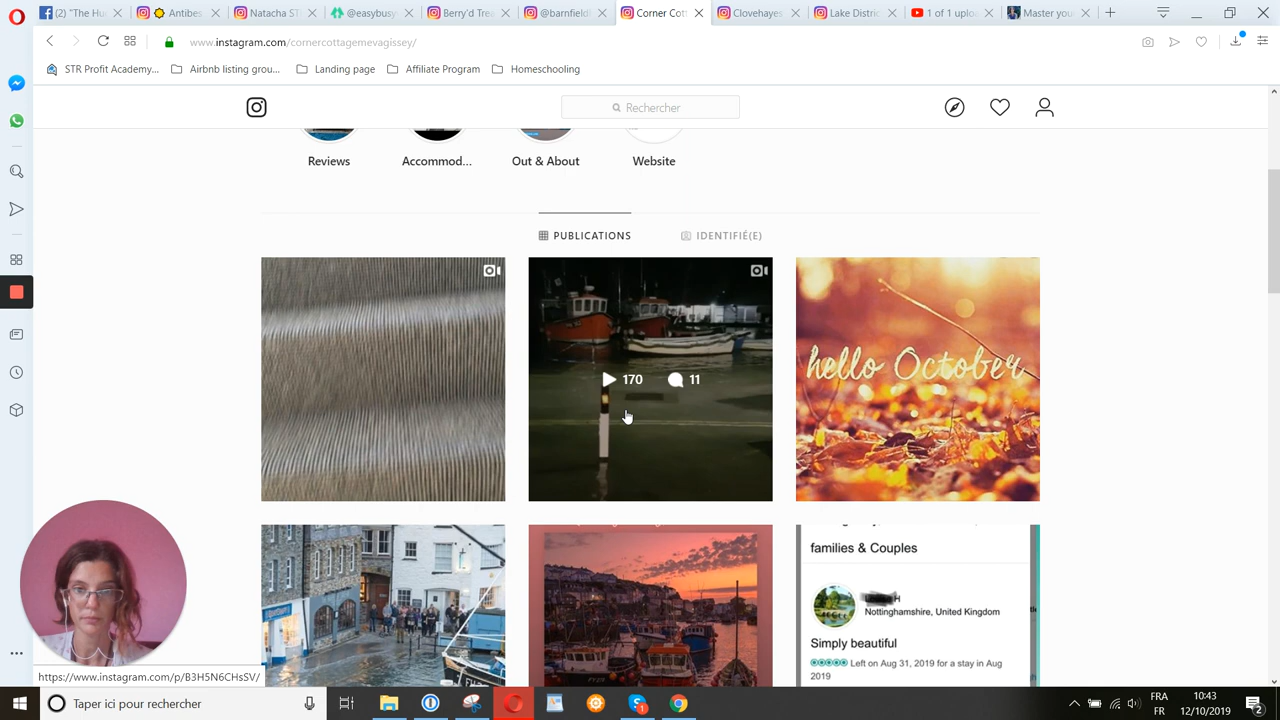 (2) "The Hu
Antibes
Natacha ST
@easybusy
Berry'd Tre
@barnfield
Corner Cott
Clovehayes
Lake Distric
1 of 1 uploa
Master you
www.instagram.com/cornercottagemevagissey/
STR Profit Academy...
Airbnb listing grou...
Landing page
Affiliate Program
Homeschooling
Rechercher
Reviews
Accommod...
Out & About
Website
PUBLICATIONS
IDENTIFIÉ(E)
170
11
hello October
families & Couples
H
Nottinghamshire, United Kingdom
Simply beautiful
Left on Aug 31, 2019 for a stay in Aug
2019
https://www.instagram.com/p/B3H5N6CHsSV/
Taper ici pour rechercher
FRA
FR
10:43
12/10/2019
2